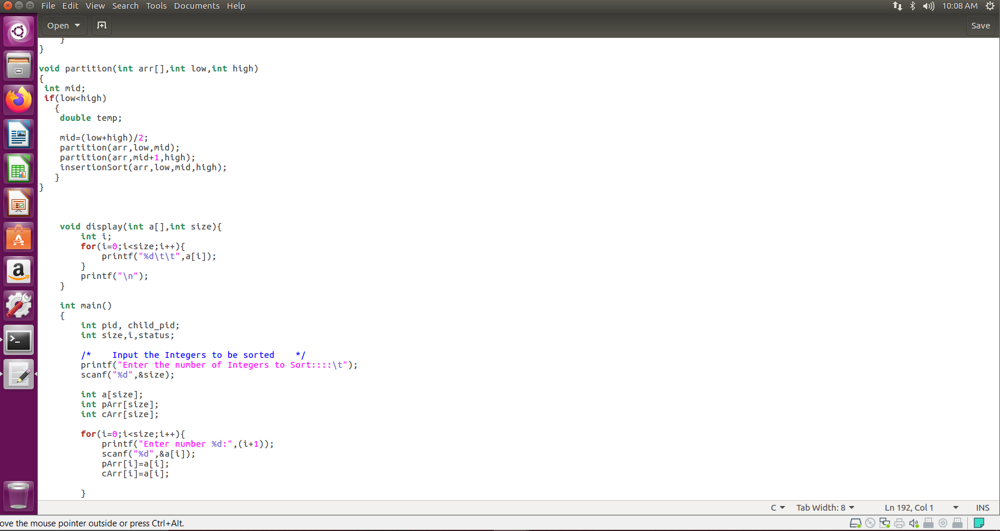 File Edit View Search Tools Documents Help 10:08 AM
Open Save
}
}
void partition(int arr[],int low,int high)
{
int mid;
if(low<high)
{
double temp;
mid=(low+high)/2;
partition(arr,low,mid);
partition(arr,mid+1,high);
insertionSort(arr,low,mid,high);
}
}
void display(int a[],int size){
int i;
for(i=0;i<size;i++){
printf("%d\t\t",a[i]);
}
printf("\n");
}
int main()
{
int pid, child_pid;
int size,i,status;
/* Input the Integers to be sorted */
printf("Enter the number of Integers to Sort::::\t");
scanf("%d",&size);
int a[size];
int pArr[size];
int cArr[size];
for(i=0;i<size;i++){
printf("Enter number %d:",(i+1));
scanf("%d",&a[i]);
pArr[i]=a[i];
cArr[i]=a[i];
}
C Tab Width: 8 Ln 192, Col 1 INS
ove the mouse pointer outside or press Ctrl+Alt.